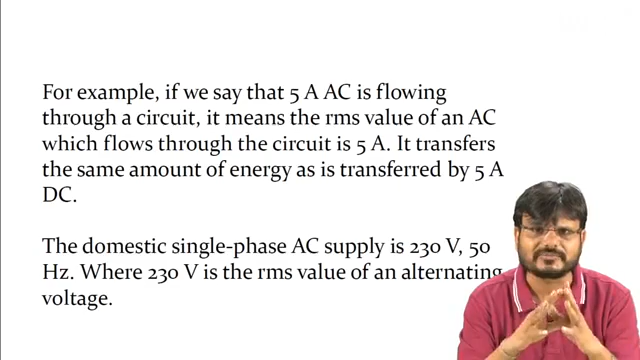 For example, if we say that 5 A AC is flowing
through a circuit, it means the rms value of an AC
which flows through the circuit is 5 A. It transfers
the same amount of energy as is transferred by 5 A
DC.
The domestic single-phase AC supply is 230 V, 50
Hz. Where 230 V is the rms value of an alternating
voltage.